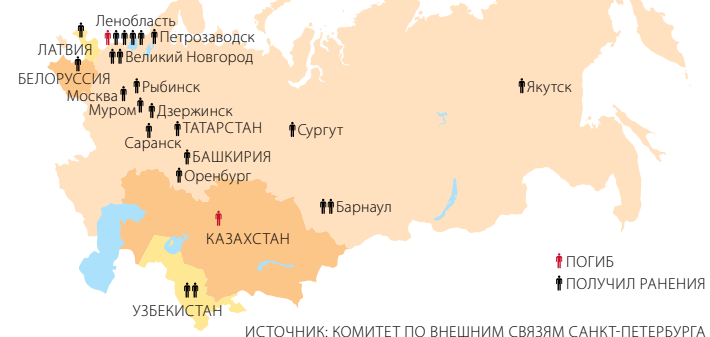 Ленобласть
Петрозаводск
ЛАТВИЯ
Великий Новгород
БЕЛОРУССИЯ
Рыбинск
Якутск
Москва
Муром
Дзержинск
ТАТАРСТАН
Сургут
Саранск
БАШКИРИЯ
Оренбург
Барнаул
КАЗАХСТАН
ПОГИБ
ПОЛУЧИЛ РАНЕНИЯ
УЗБЕКИСТАН
ИСТОЧНИК: КОМИТЕТ ПО ВНЕШНИМ СВЯЗЯМ САНКТ-ПЕТЕРБУРГА